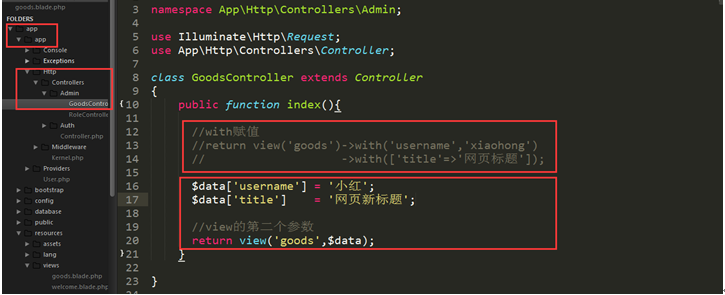 goods.blade.php
FOLDERS
app
app
Console
Exceptions
Http
Controllers
Admin
GoodsContro
RoleControll
Auth
Controller.php
Middleware
Kernel.php
Providers
User.php
bootstrap
config
database
public
resources
assets
lang
views
goods.blade.php
welcome.blade.php
3 namespace App\Http\Controllers\Admin;
4
5 use Illuminate\Http\Request;
6 use App\Http\Controllers\Controller;
7
8 class GoodsController extends Controller
9 {
10 public function index(){
11
12 //with赋值
13 //return view('goods')->with('username','xiaohong')
14 // ->with(['title'=>'网页标题']);
15
16 $data['username'] = '小红';
17 $data['title'] = '网页新标题';
18
19 //view的第二个参数
20 return view('goods',$data);
21 }
22
23 }